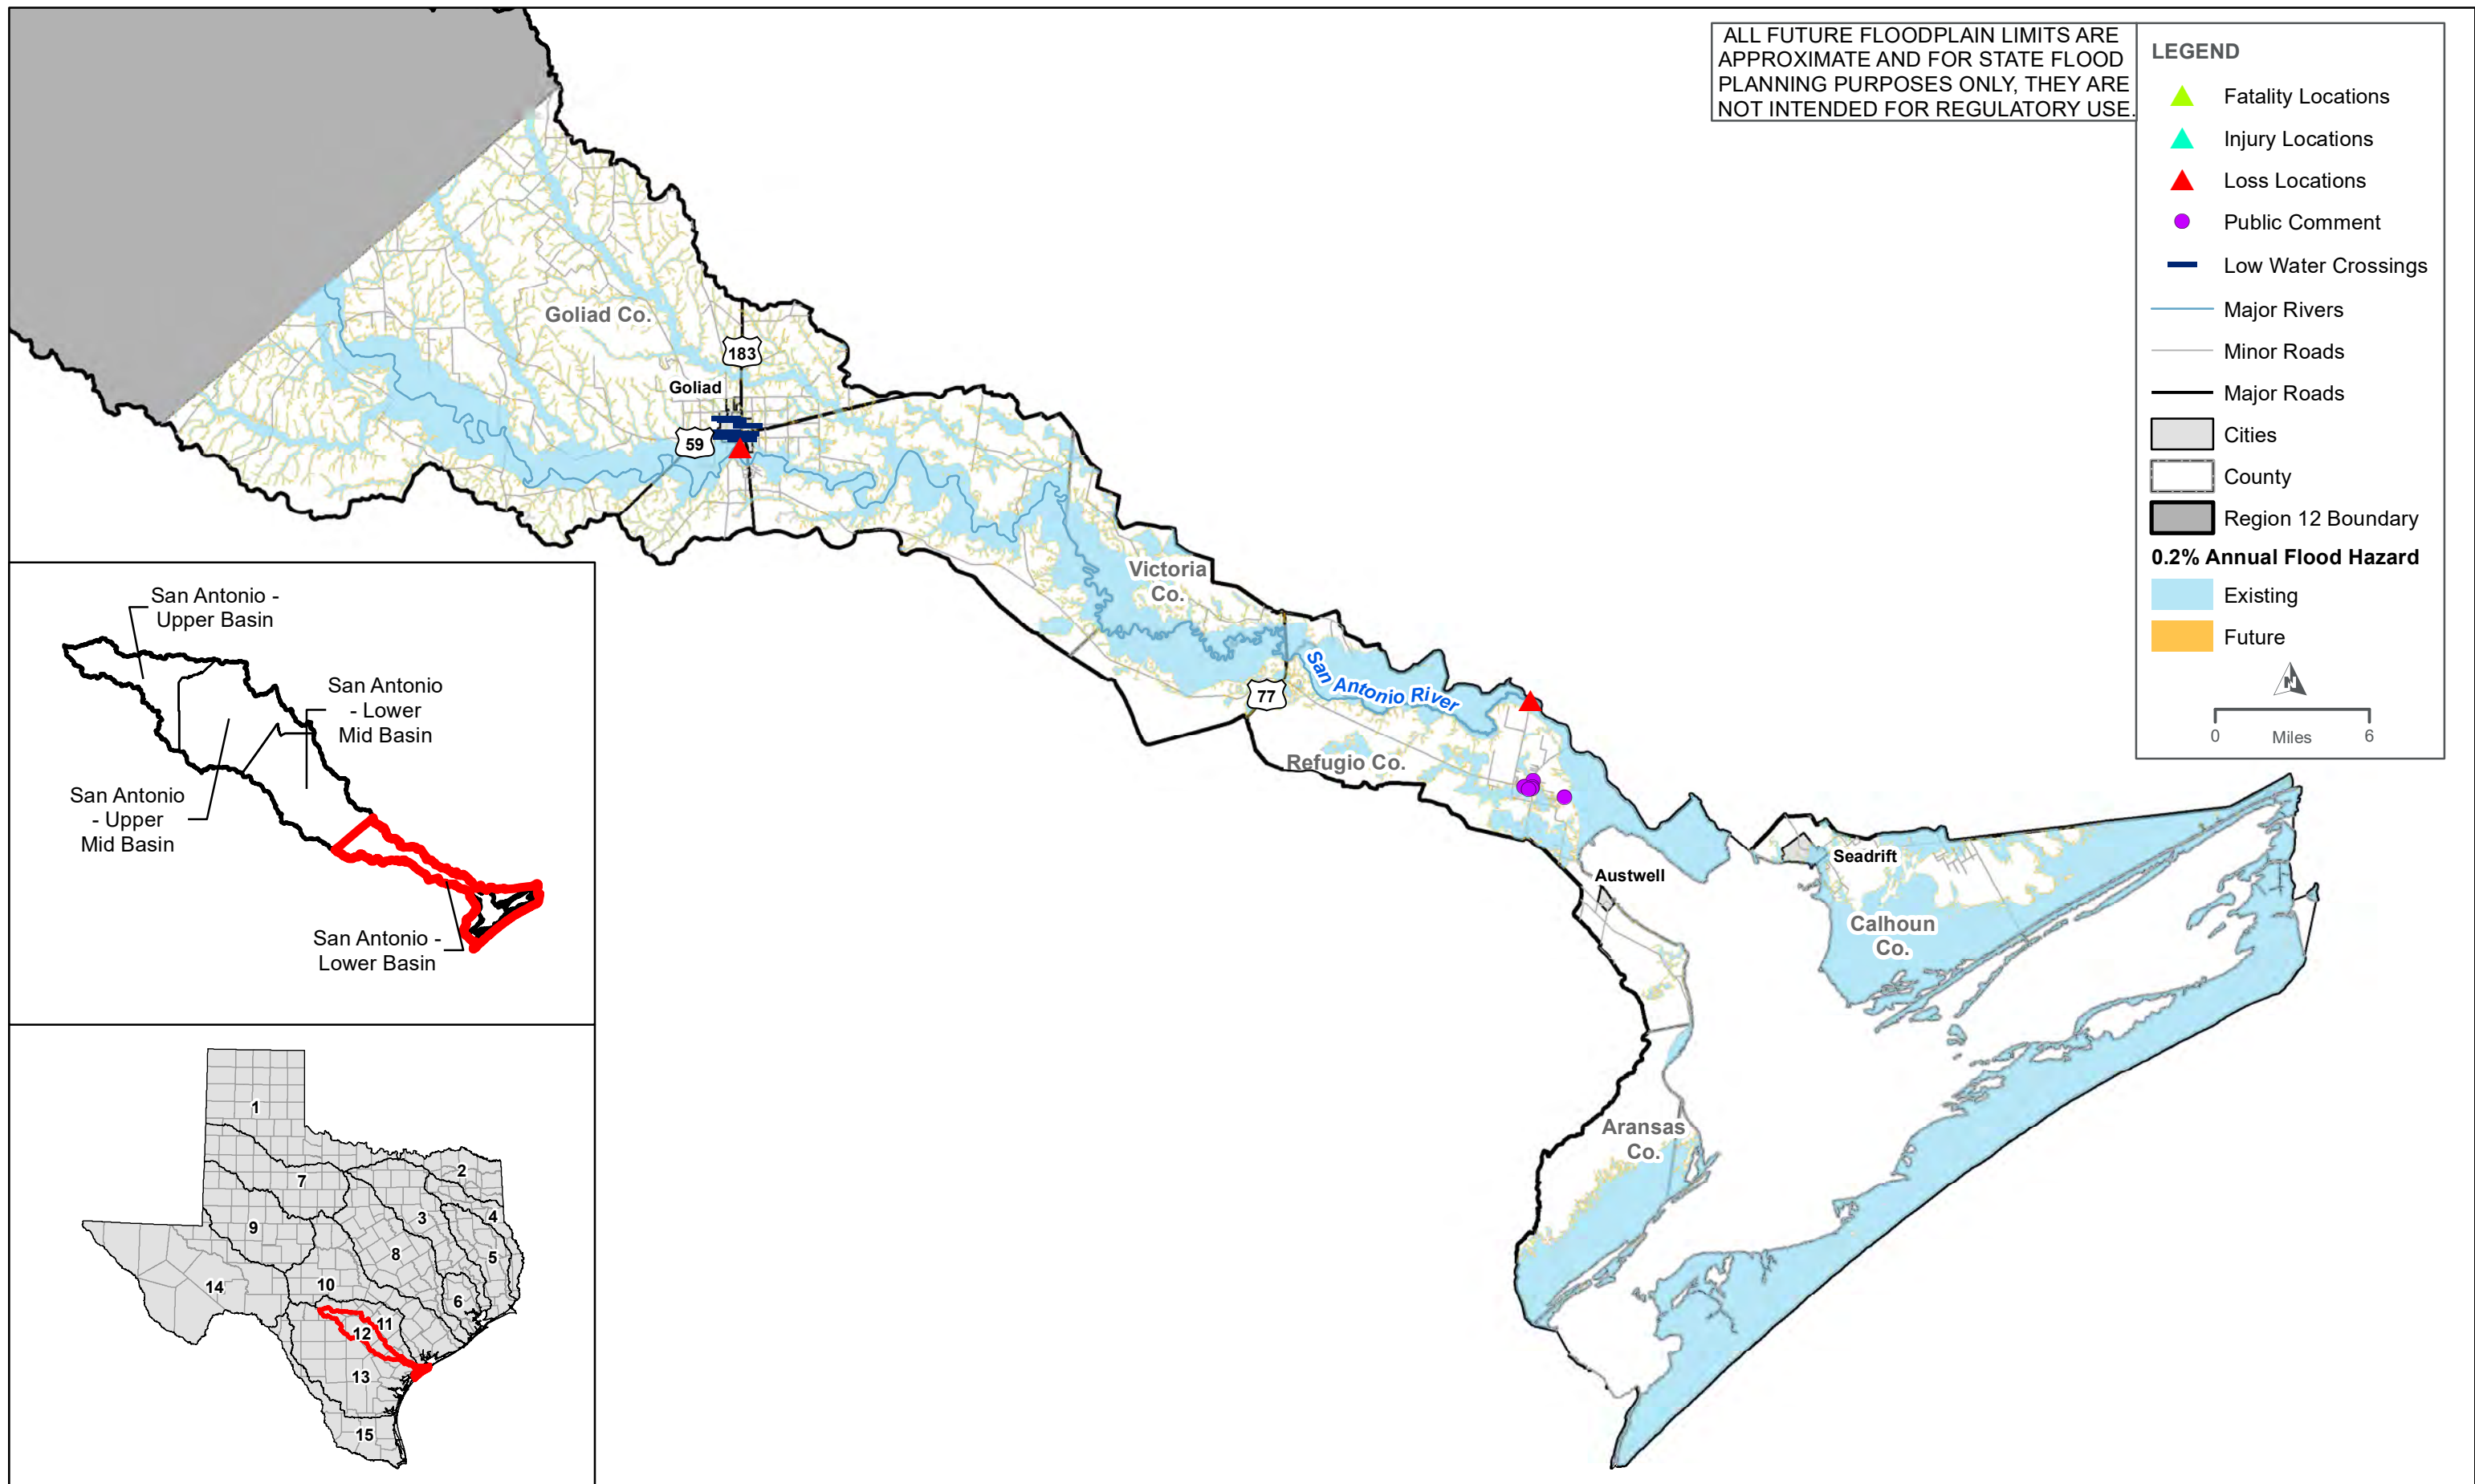 ALL FUTURE FLOODPLAIN LIMITS ARE
APPROXIMATE AND FOR STATE FLOOD
PLANNING PURPOSES ONLY, THEY ARE
NOT INTENDED FOR REGULATORY USE.
LEGEND
Fatality Locations
Injury Locations
Loss Locations
Public Comment
Low Water Crossings
Major Rivers
Minor Roads
Major Roads
Cities
County
Region 12 Boundary
0.2% Annual Flood Hazard
Existing
Future
N
0 6
Miles
Goliad Co.
183
Goliad
59
Victoria
Co.
San Antonio River
77
Refugio Co.
Seadrift
Austwell
Calhoun
Co.
Aransas
Co.
San Antonio -
Upper Basin
San Antonio
- Lower
Mid Basin
San Antonio
- Upper
Mid Basin
San Antonio -
Lower Basin
1
2
7
3
4
9
8
5
14
10
6
11
12
13
15